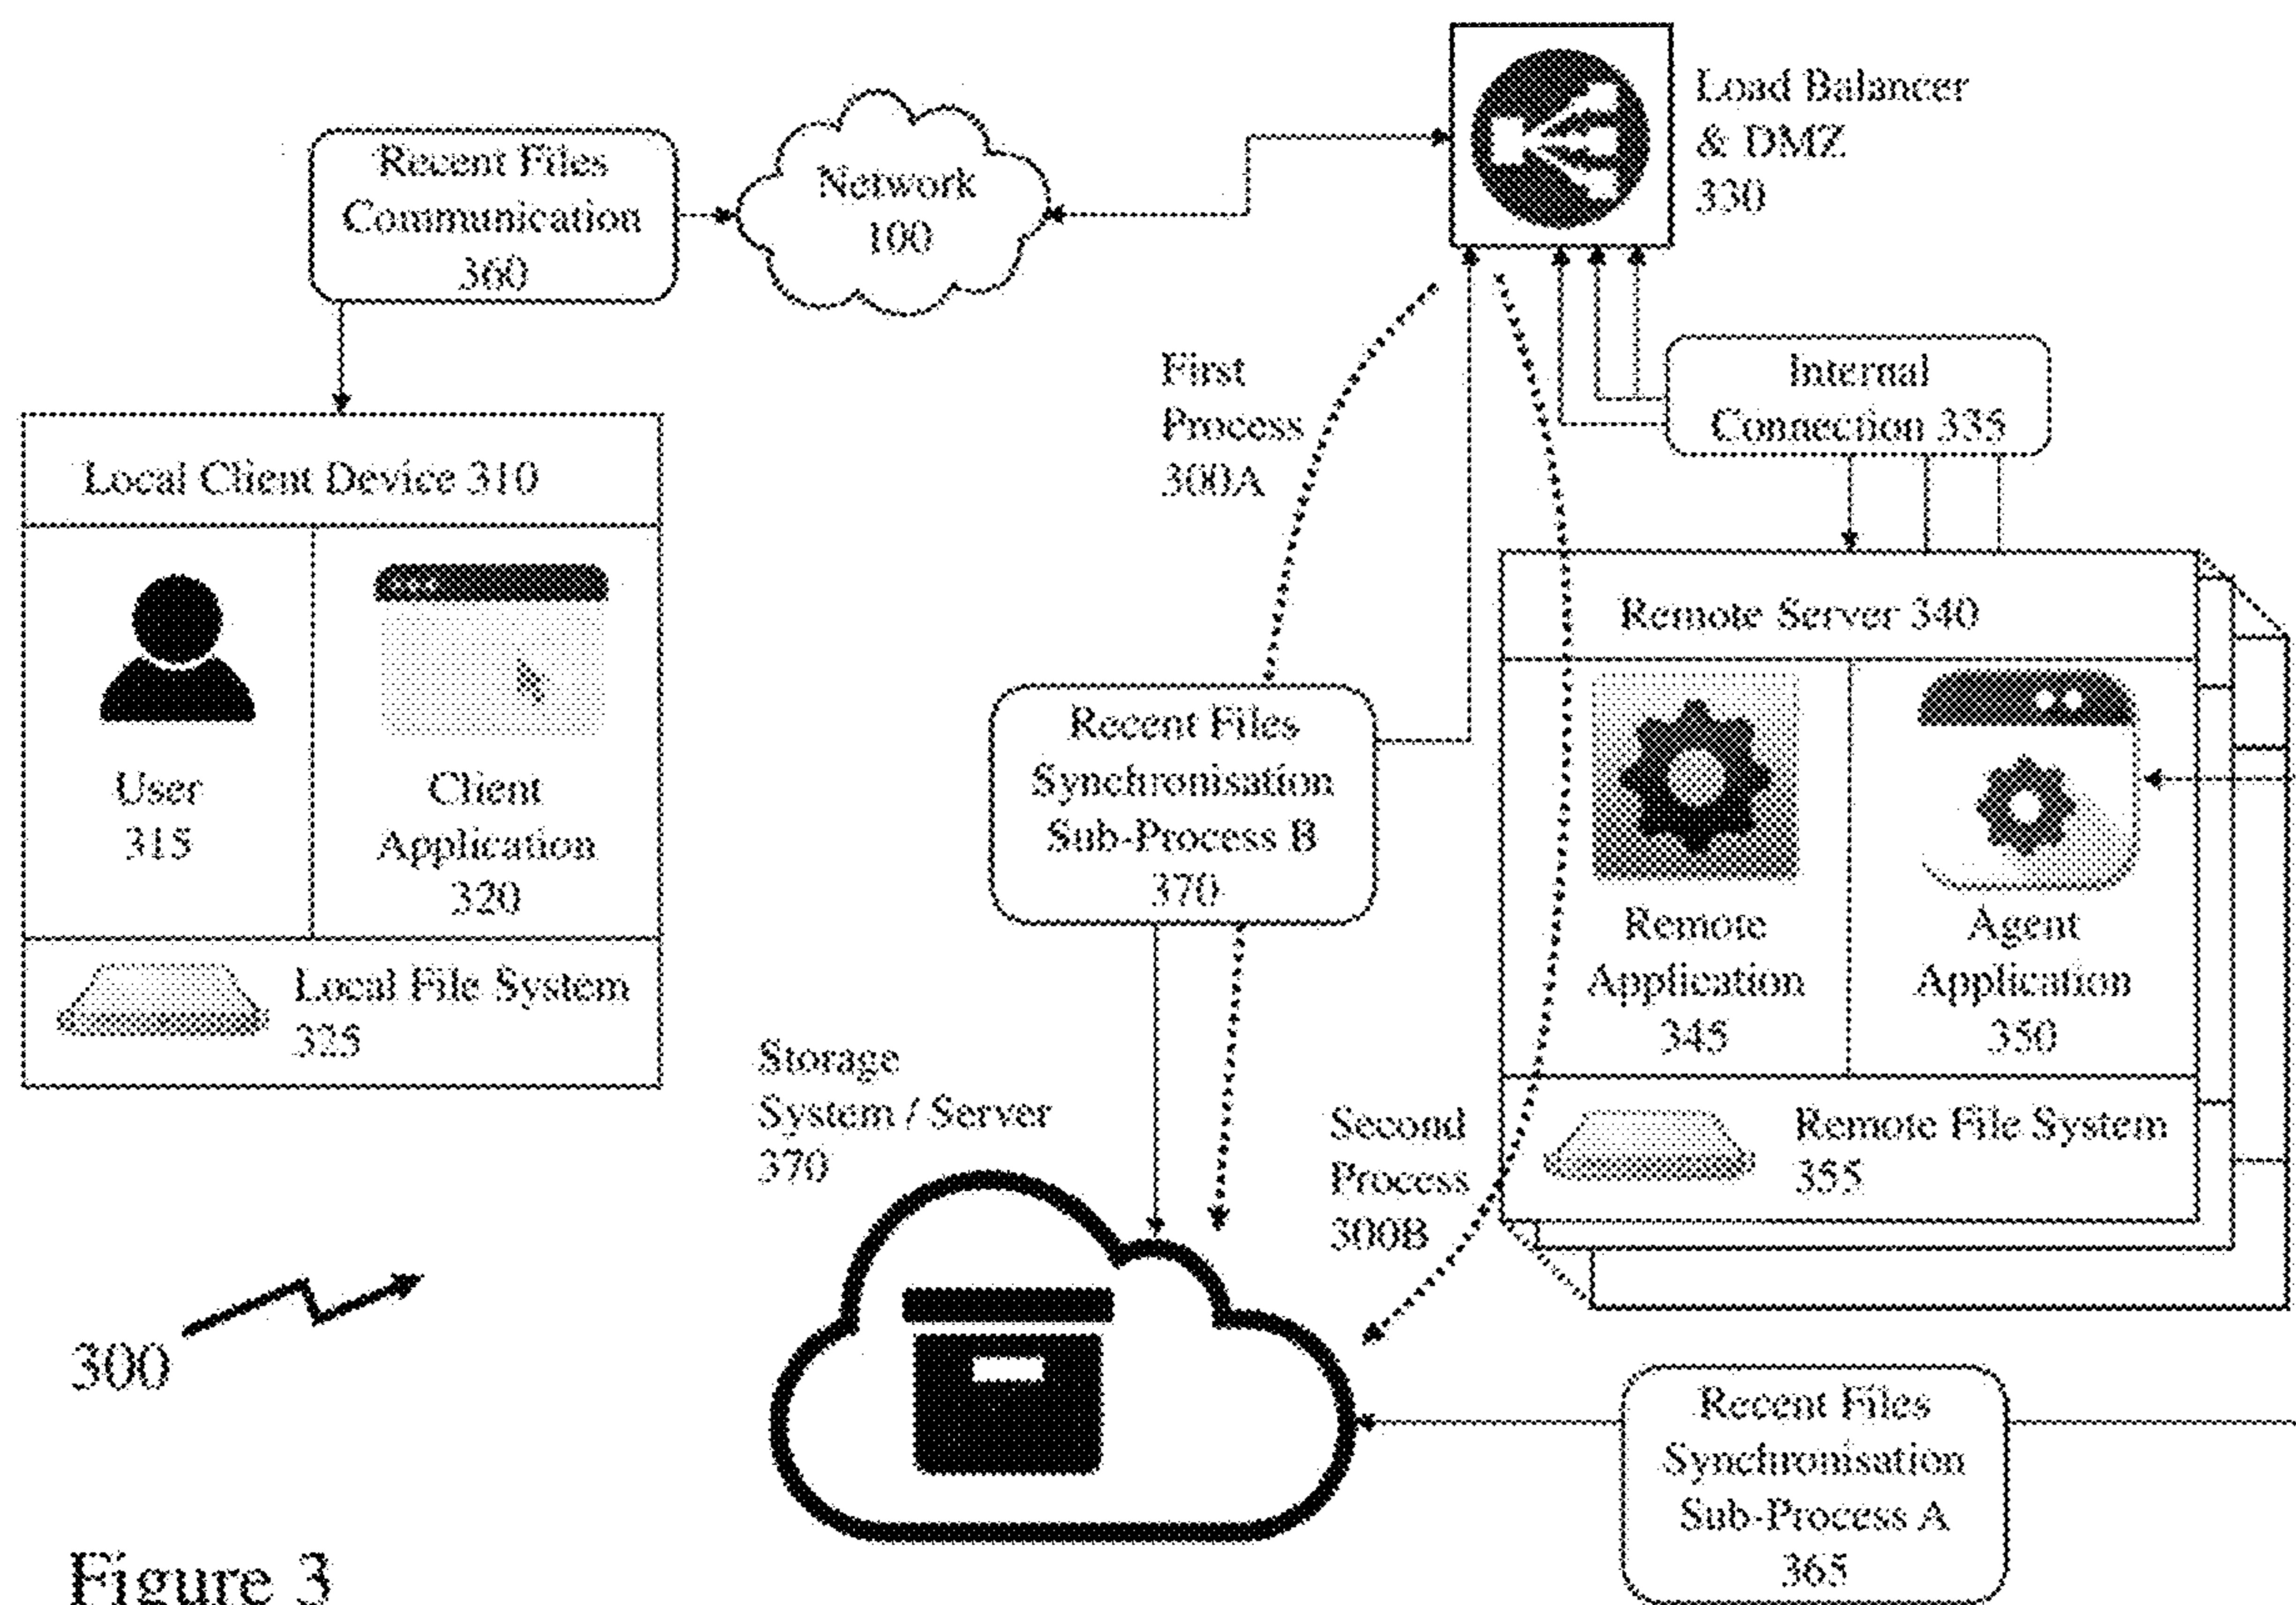 Load Balancer
& DMZ
330
Recent Files
Communication
360
Network
100
First
Process
300A
Internal
Connection 335
Local Client Device 310
User
315
Client
Application
320
Local File System
325
Remote Server 340
Recent Files
Synchronisation
Sub-Process B
370
Remote
Application
345
Agent
Application
350
Remote File System
355
Storage
System / Server
370
Second
Process
300B
300
Recent Files
Synchronisation
Sub-Process A
365
Figure 3